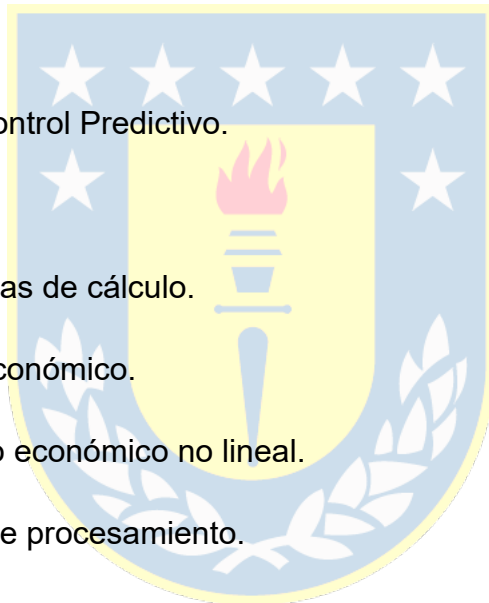 ontrol Predictivo.
as de cálculo.
conómico.
o económico no lineal.
e procesamiento.